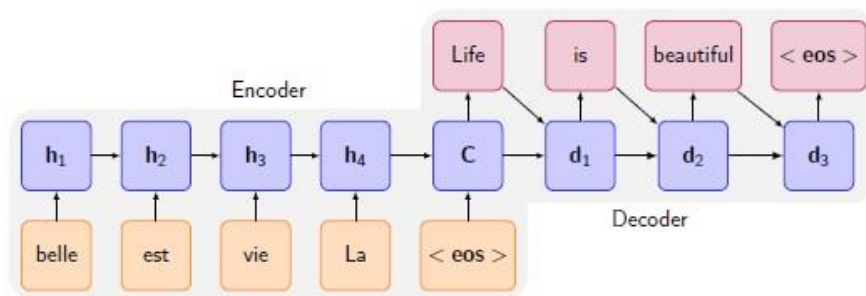 Life is beautiful < eos >
Encoder
h₁ h₂ h₃ h₄ C d₁ d₂ d₃
Decoder
belle est vie La < eos >